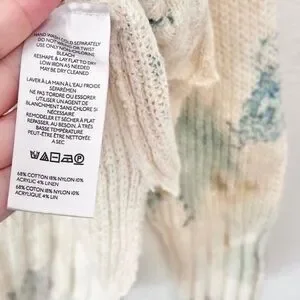 HAND WASH COLD SEPARATELY
DO NOT WRING OR TWIST
USE ONLY NON-CHLORINE
BLEACH
RESHAPE & LAY FLAT TO DRY
LOW IRON AS NEEDED
MAY BE DRY CLEANED
LAVER À LA MAIN À L'EAU FROIDE
SÉPARÉMENT
NE PAS TORDRE OU ESSORER
UTILISER UN AGENT DE
BLANCHIMENT SANS CHLORE SI
NÉCESSAIRE
REMODELER ET SÉCHER À PLAT
REPASSER, AU BESOIN, À TRÈS
BASSE TEMPÉRATURE
PEUT ÊTRE NETTOYÉE
À SEC
68% COTTON 18% NYLON 10%
ACRYLIC 4% LINEN
68% COTON 18% NYLON 10%
ACRYLIQUE 4% LIN